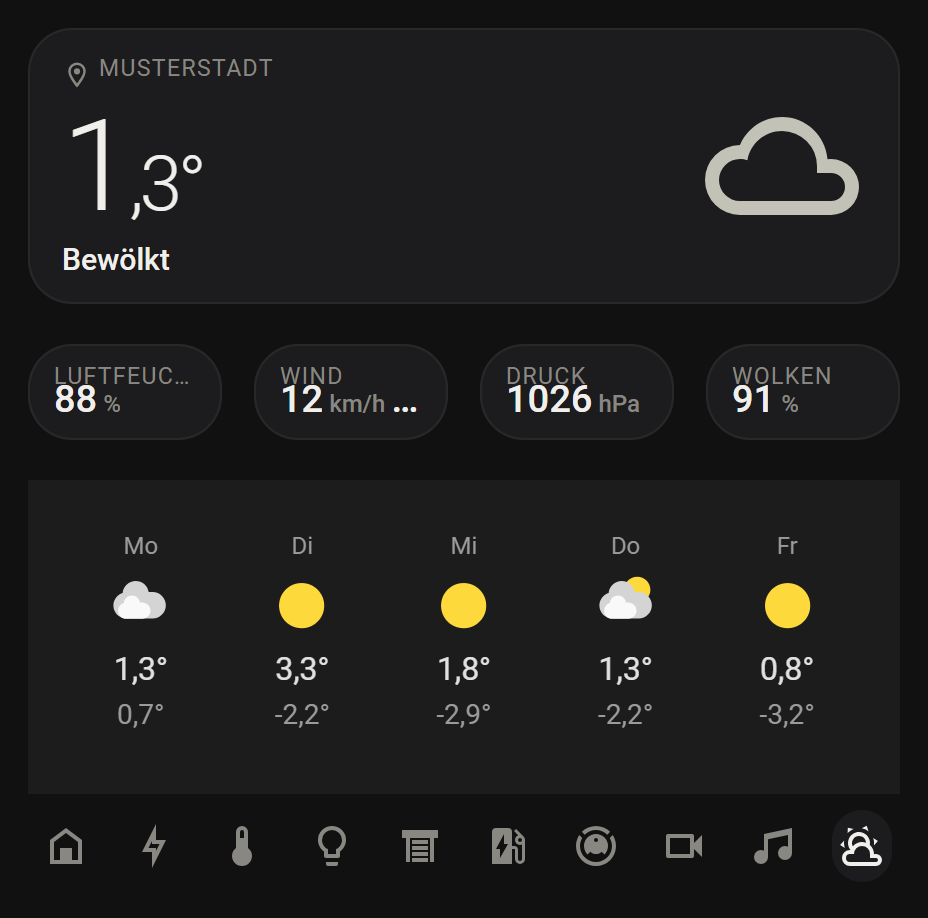 MUSTERSTADT
1,3°
Bewölkt
LUFTFEUC... WIND DRUCK WOLKEN
88 % 12 km/h ... 1026 hPa 91 %
Mo Di Mi Do Fr
1,3° 3,3° 1,8° 1,3° 0,8°
0,7° -2,2° -2,9° -2,2° -3,2°